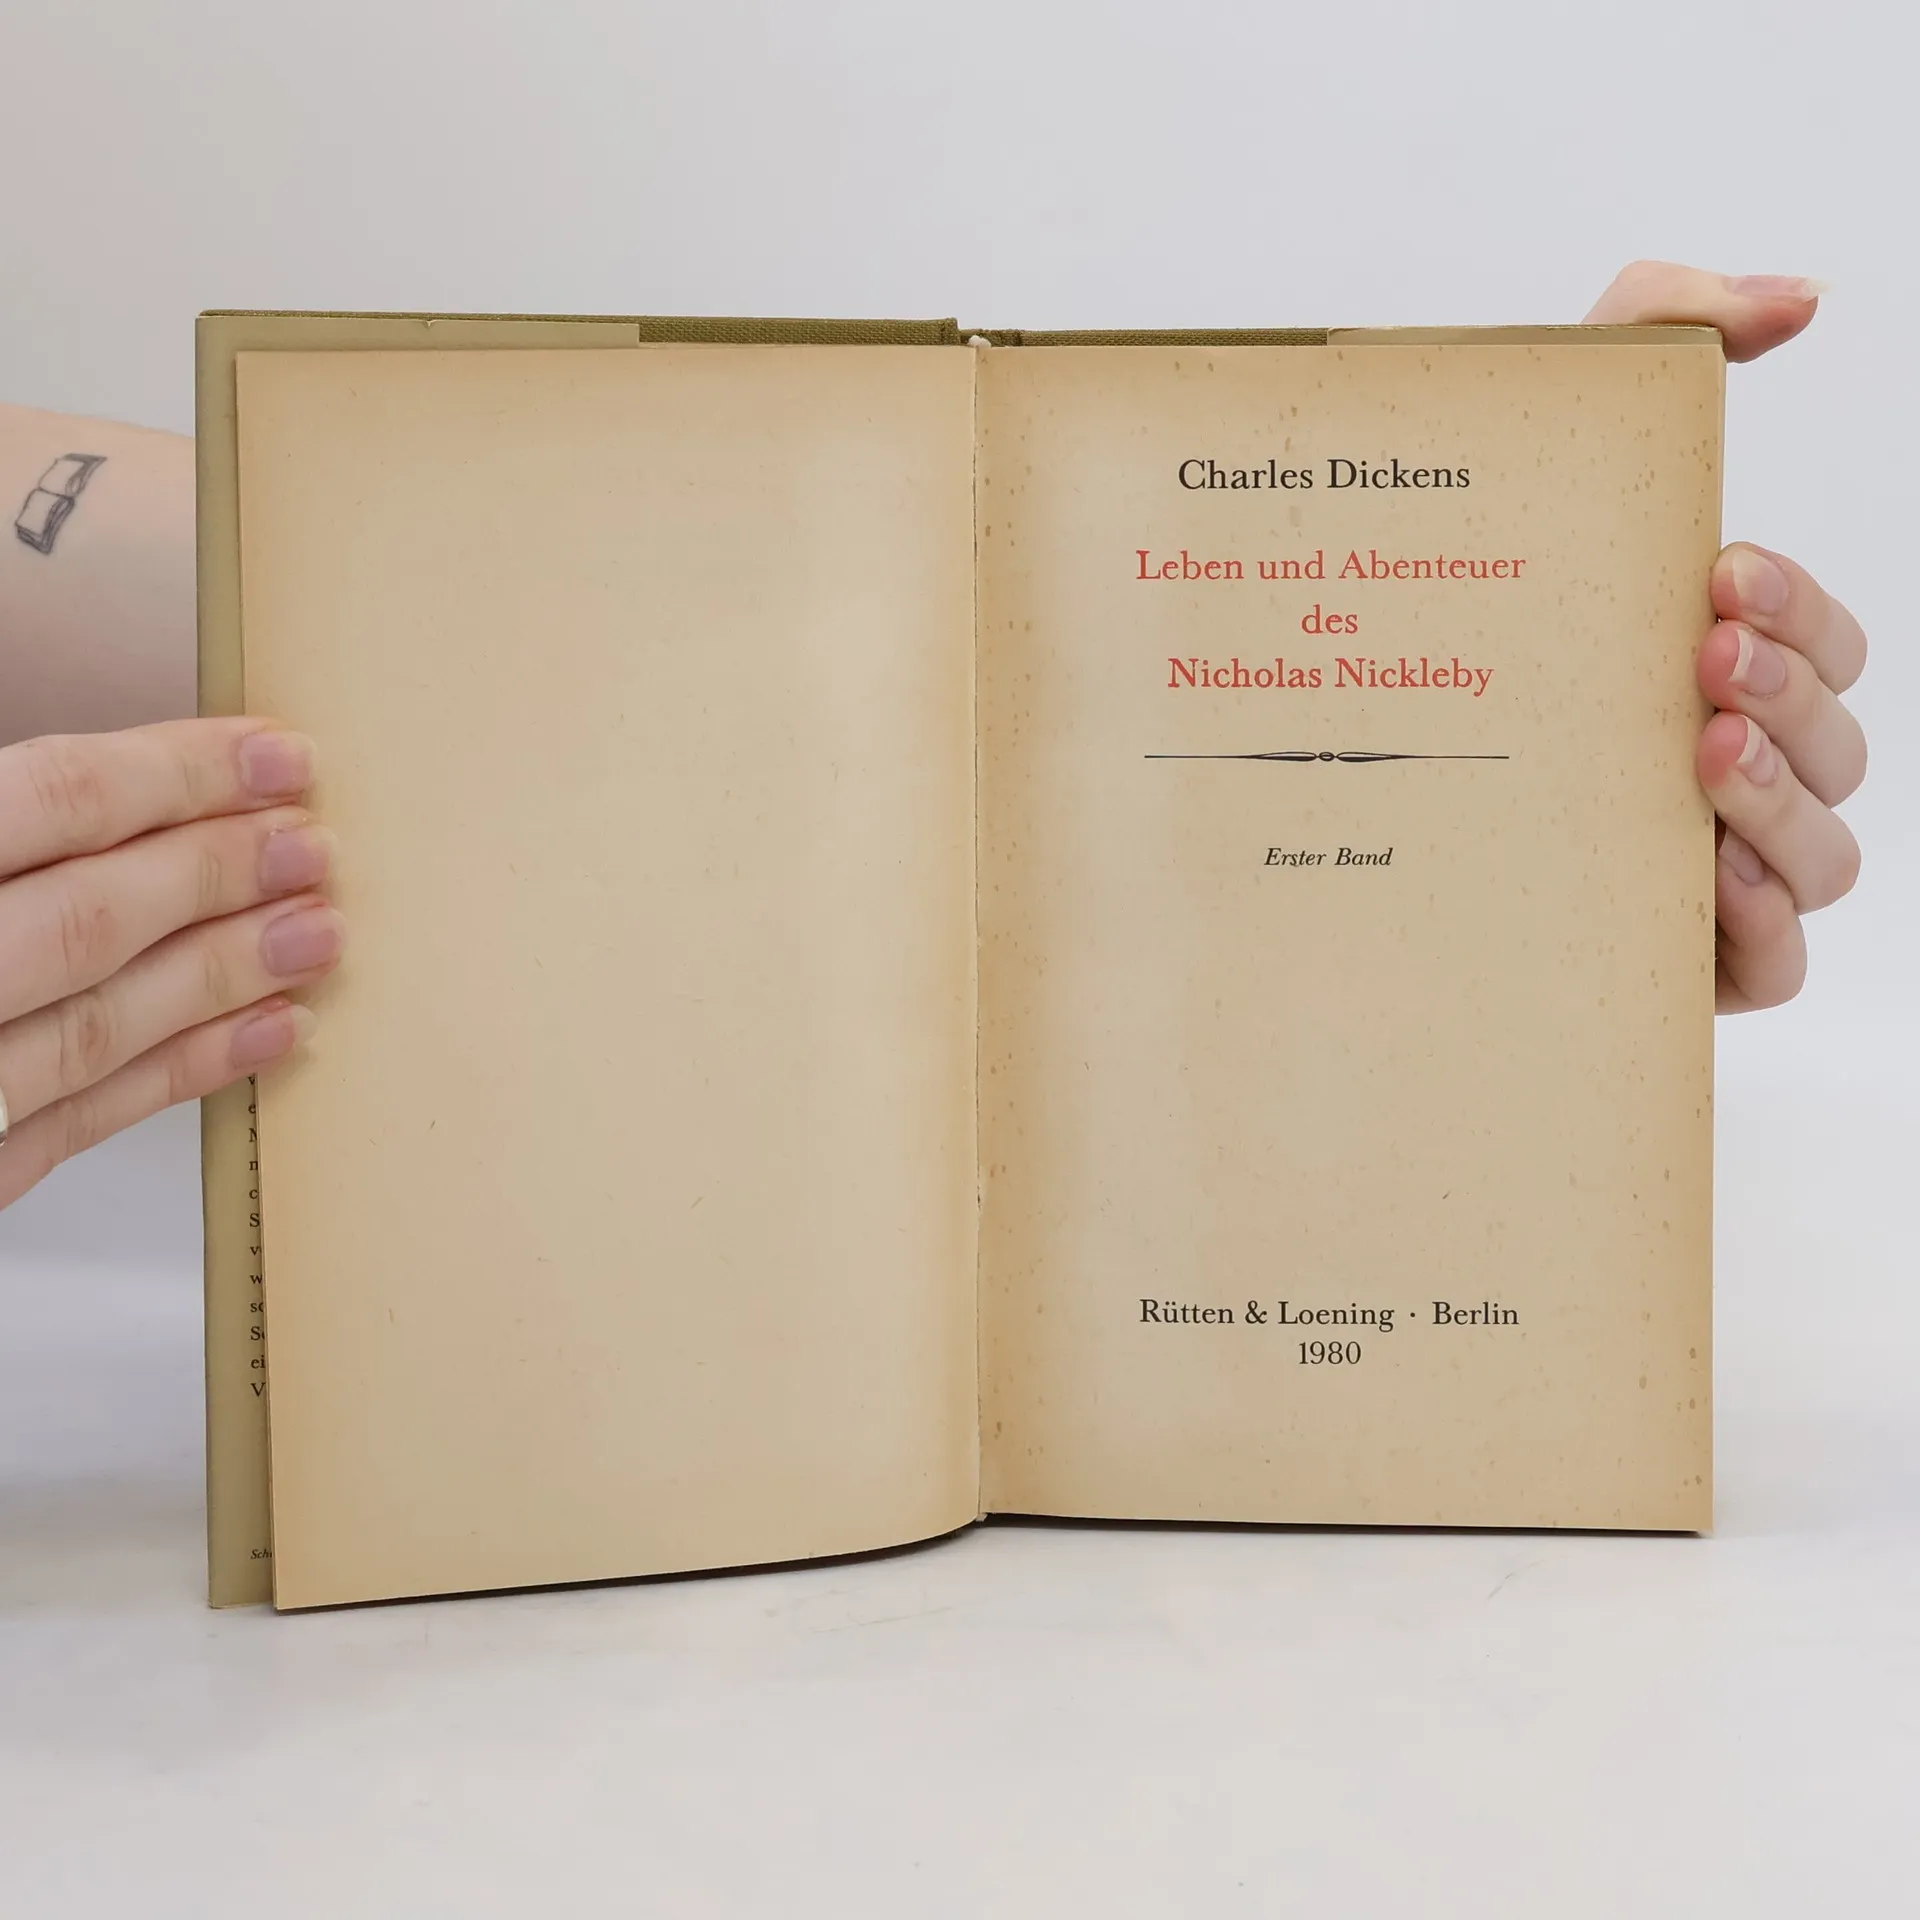 Charles Dickens
Leben und Abenteuer
des
Nicholas Nickleby
Erster Band
Rütten & Loening · Berlin
1980